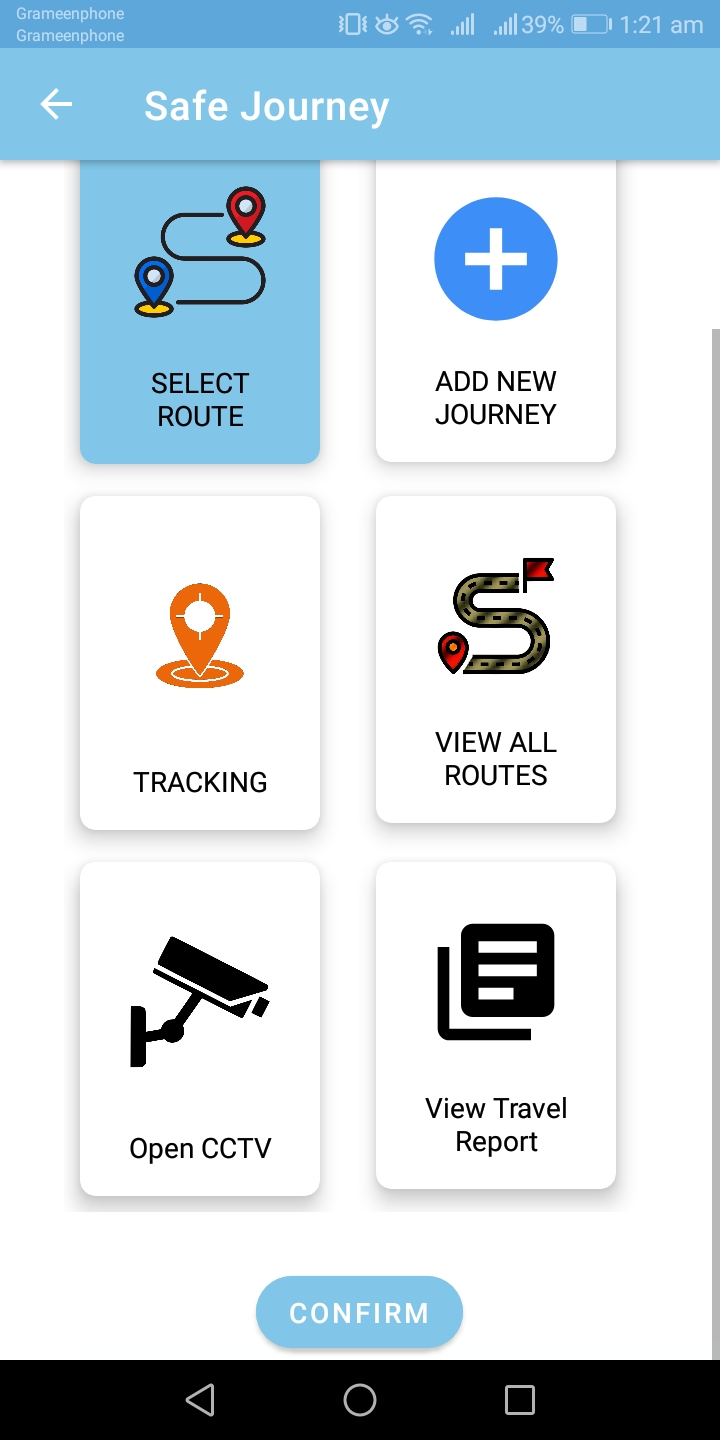 Grameenphone
Grameenphone
39% 1:21 am
Safe Journey
SELECT
ROUTE
ADD NEW
JOURNEY
TRACKING
VIEW ALL
ROUTES
Open CCTV
View Travel
Report
CONFIRM